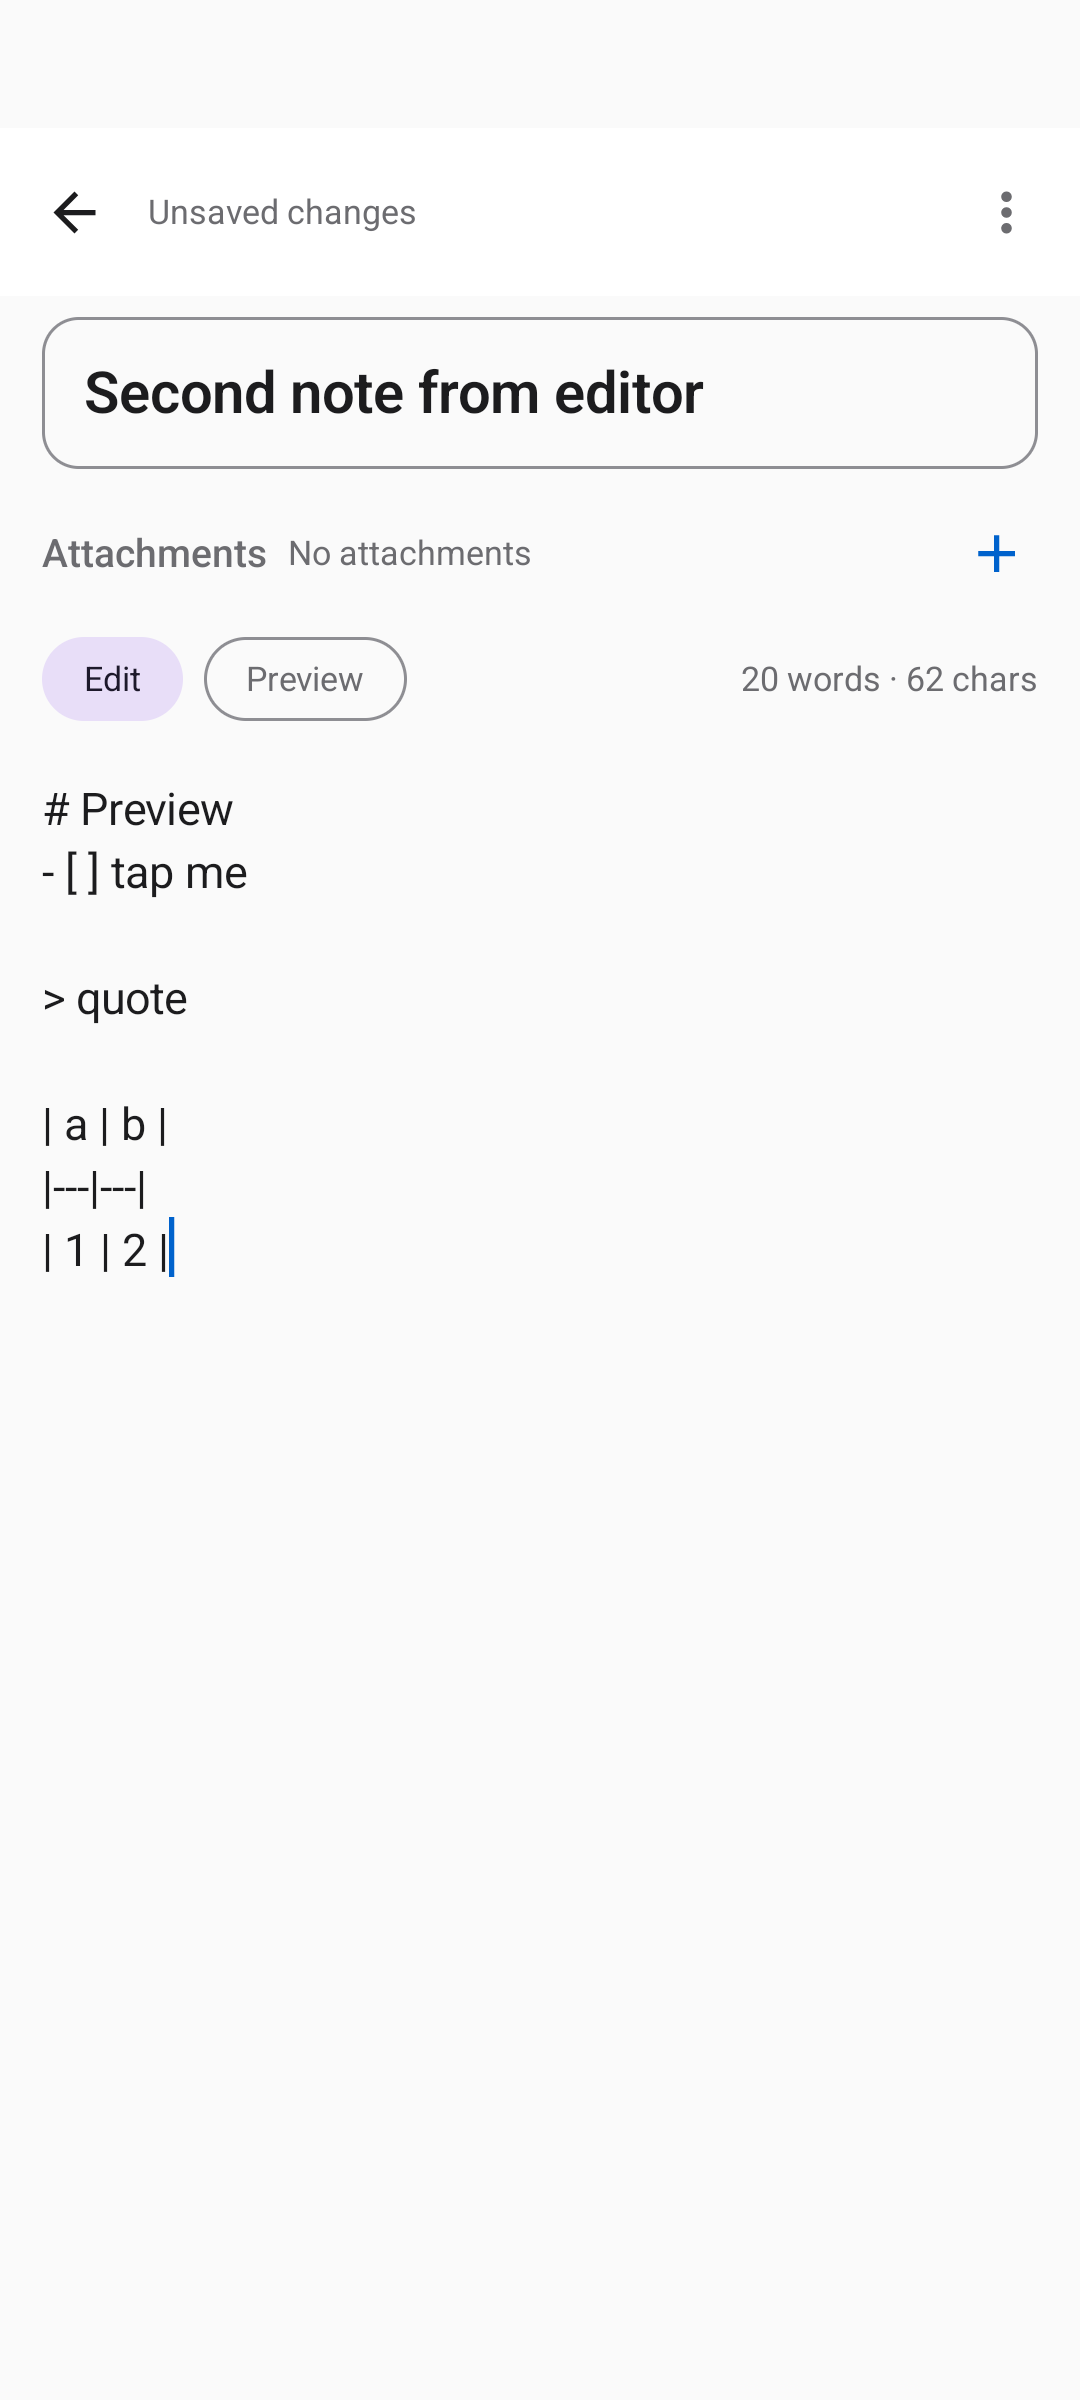 Unsaved changes
Second note from editor
Attachments No attachments
Edit Preview 20 words · 62 chars
# Preview
- [ ] tap me
> quote
| a | b |
|---|---|
| 1 | 2 |